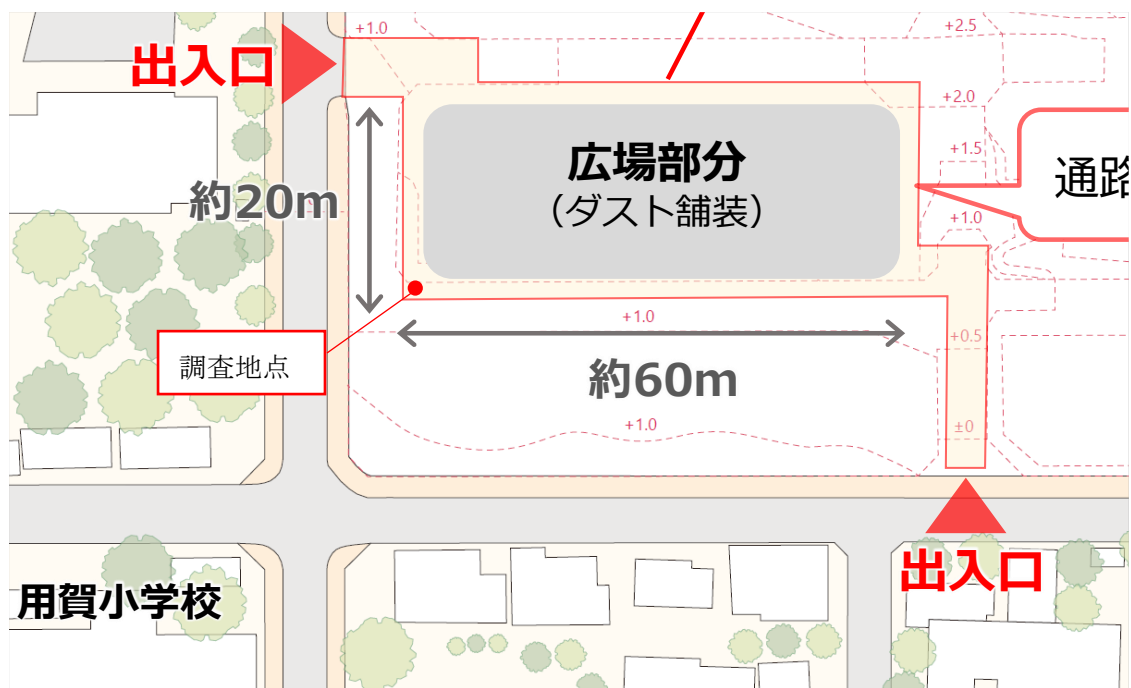 +1.0
+2.5
出入口
+2.0
広場部分
(ダスト舗装)
+1.5
通路
約20m
+1.0
+1.0
+0.5
調査地点
約60m
+1.0
±0
出入口
用賀小学校